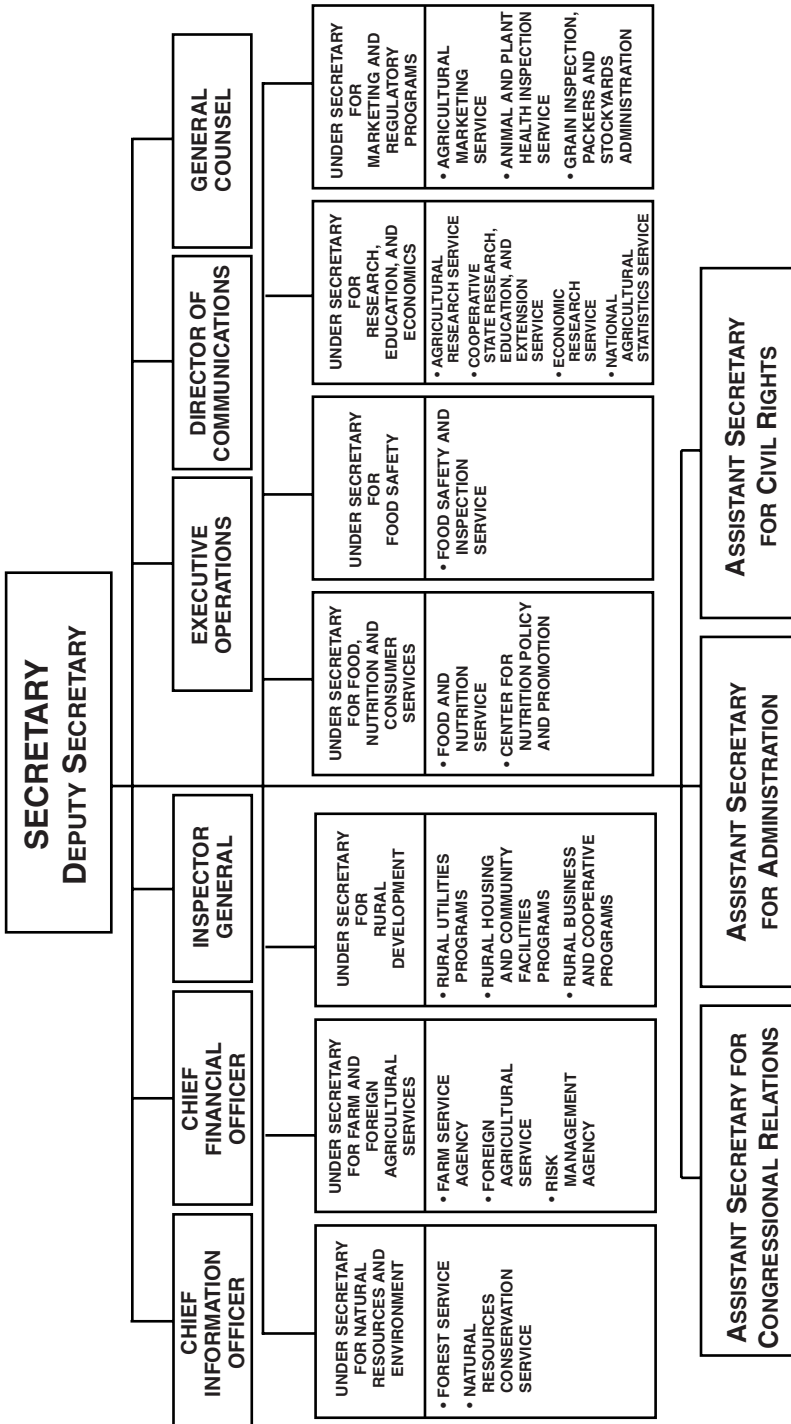 SECRETARY
DEPUTY SECRETARY
CHIEF
INFORMATION
OFFICER
CHIEF
FINANCIAL
OFFICER
INSPECTOR
GENERAL
EXECUTIVE
OPERATIONS
DIRECTOR OF
COMMUNICATIONS
GENERAL
COUNSEL
UNDER SECRETARY
FOR NATURAL
RESOURCES AND
ENVIRONMENT
• FOREST SERVICE
• NATURAL
RESOURCES
CONSERVATION
SERVICE
UNDER SECRETARY
FOR FARM AND
FOREIGN
AGRICULTURAL
SERVICES
• FARM SERVICE
AGENCY
• FOREIGN
AGRICULTURAL
SERVICE
• RISK
MANAGEMENT
AGENCY
UNDER SECRETARY
FOR
RURAL
DEVELOPMENT
• RURAL UTILITIES
PROGRAMS
• RURAL HOUSING
AND COMMUNITY
FACILITIES
PROGRAMS
• RURAL BUSINESS
AND COOPERATIVE
PROGRAMS
UNDER SECRETARY
FOR FOOD,
NUTRITION AND
CONSUMER
SERVICES
• FOOD AND
NUTRITION
SERVICE
• CENTER FOR
NUTRITION POLICY
AND PROMOTION
UNDER SECRETARY
FOR
FOOD SAFETY
• FOOD SAFETY AND
INSPECTION
SERVICE
UNDER SECRETARY
FOR
RESEARCH,
EDUCATION, AND
ECONOMICS
• AGRICULTURAL
RESEARCH SERVICE
• COOPERATIVE
STATE RESEARCH,
EDUCATION, AND
EXTENSION
SERVICE
• ECONOMIC
RESEARCH
SERVICE
• NATIONAL
AGRICULTURAL
STATISTICS SERVICE
UNDER SECRETARY
FOR
MARKETING AND
REGULATORY
PROGRAMS
• AGRICULTURAL
MARKETING
SERVICE
• ANIMAL AND PLANT
HEALTH INSPECTION
SERVICE
• GRAIN INSPECTION,
PACKERS AND
STOCKYARDS
ADMINISTRATION
ASSISTANT SECRETARY FOR
CONGRESSIONAL RELATIONS
ASSISTANT SECRETARY
FOR ADMINISTRATION
ASSISTANT SECRETARY
FOR CIVIL RIGHTS